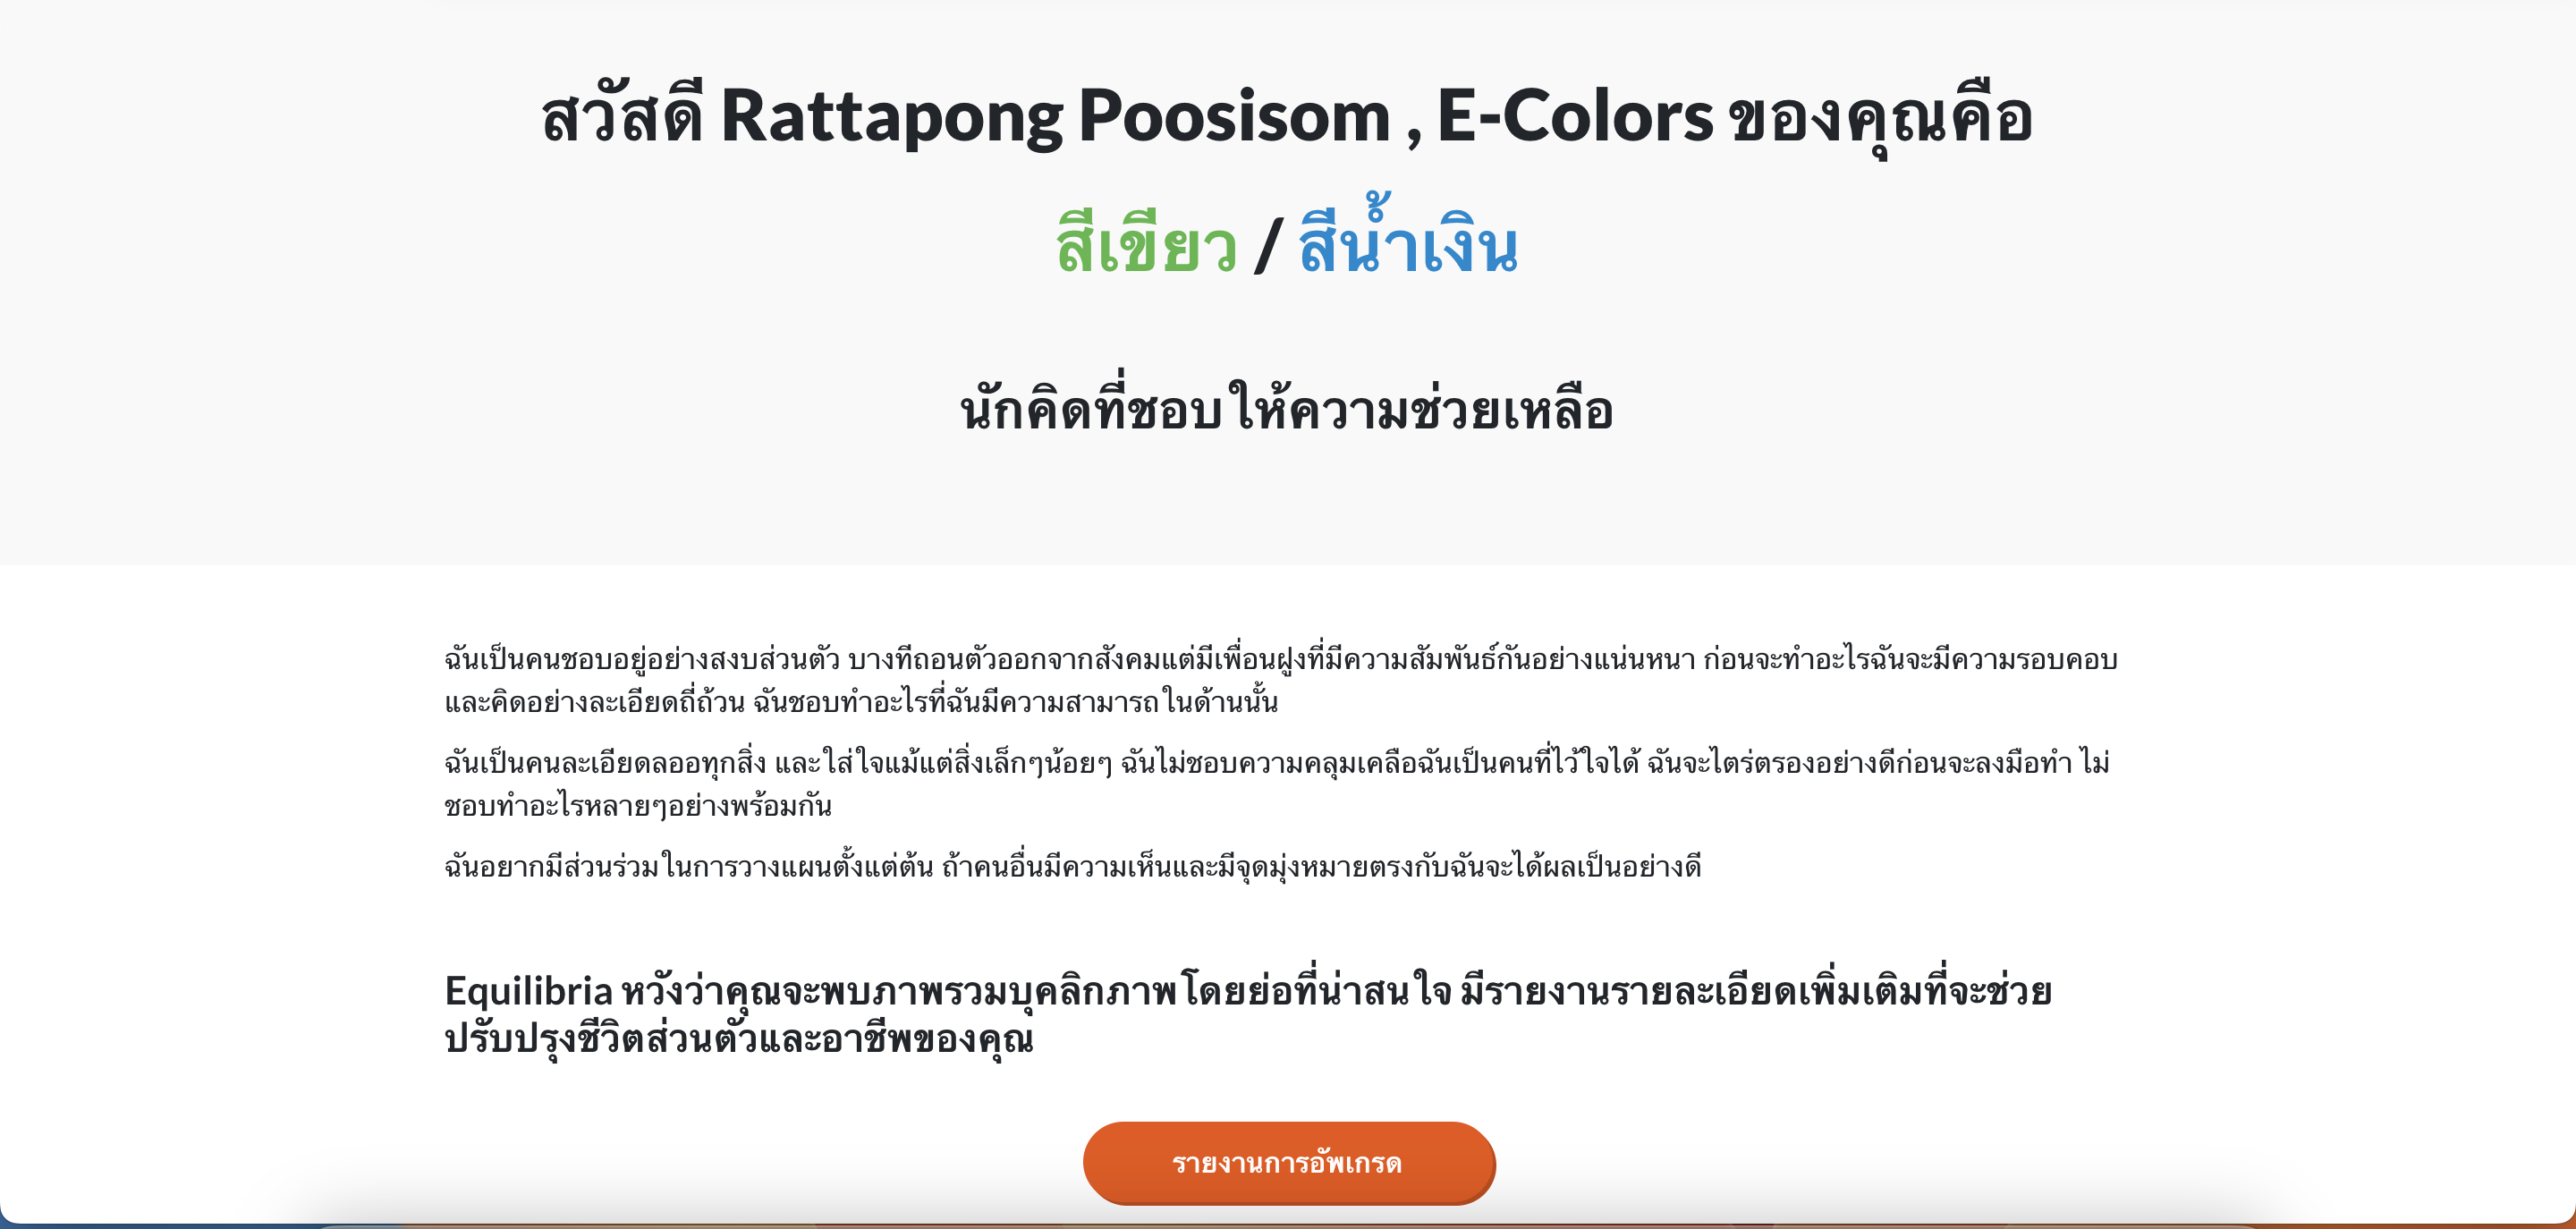 สวัสดี Rattapong Poosisom , E-Colors ของคุณคือ
สีเขียว / สีน้ำเงิน
นักคิดที่ชอบให้ความช่วยเหลือ
ฉันเป็นคนชอบอยู่อย่างสงบส่วนตัว บางทีถอนตัวออกจากสังคมแต่มีเพื่อนฝูงที่มีความสัมพันธ์กันอย่างแน่นหนา ก่อนจะทำอะไรฉันจะมีความรอบคอบ
และคิดอย่างละเอียดถี่ถ้วน ฉันชอบทำอะไรที่ฉันมีความสามารถในด้านนั้น
ฉันเป็นคนละเอียดลออทุกสิ่ง และใส่ใจแม้แต่สิ่งเล็กๆน้อยๆ ฉันไม่ชอบความคลุมเคลือฉันเป็นคนที่ไว้ใจได้ ฉันจะไตร่ตรองอย่างดีก่อนจะลงมือทำ ไม่
ชอบทำอะไรหลายๆอย่างพร้อมกัน
ฉันอยากมีส่วนร่วมในการวางแผนตั้งแต่ต้น ถ้าคนอื่นมีความเห็นและมีจุดมุ่งหมายตรงกับฉันจะได้ผลเป็นอย่างดี
Equilibria หวังว่าคุณจะพบภาพรวมบุคลิกภาพโดยย่อที่น่าสนใจ มีรายงานรายละเอียดเพิ่มเติมที่จะช่วย
ปรับปรุงชีวิตส่วนตัวและอาชีพของคุณ
รายงานการอัพเกรด